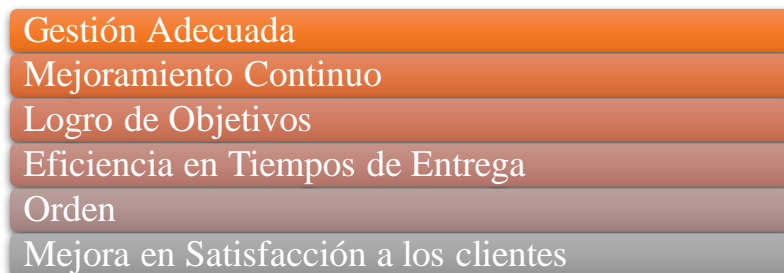 Gestión Adecuada
Mejoramiento Continuo
Logro de Objetivos
Eficiencia en Tiempos de Entrega
Orden
Mejora en Satisfacción a los clientes